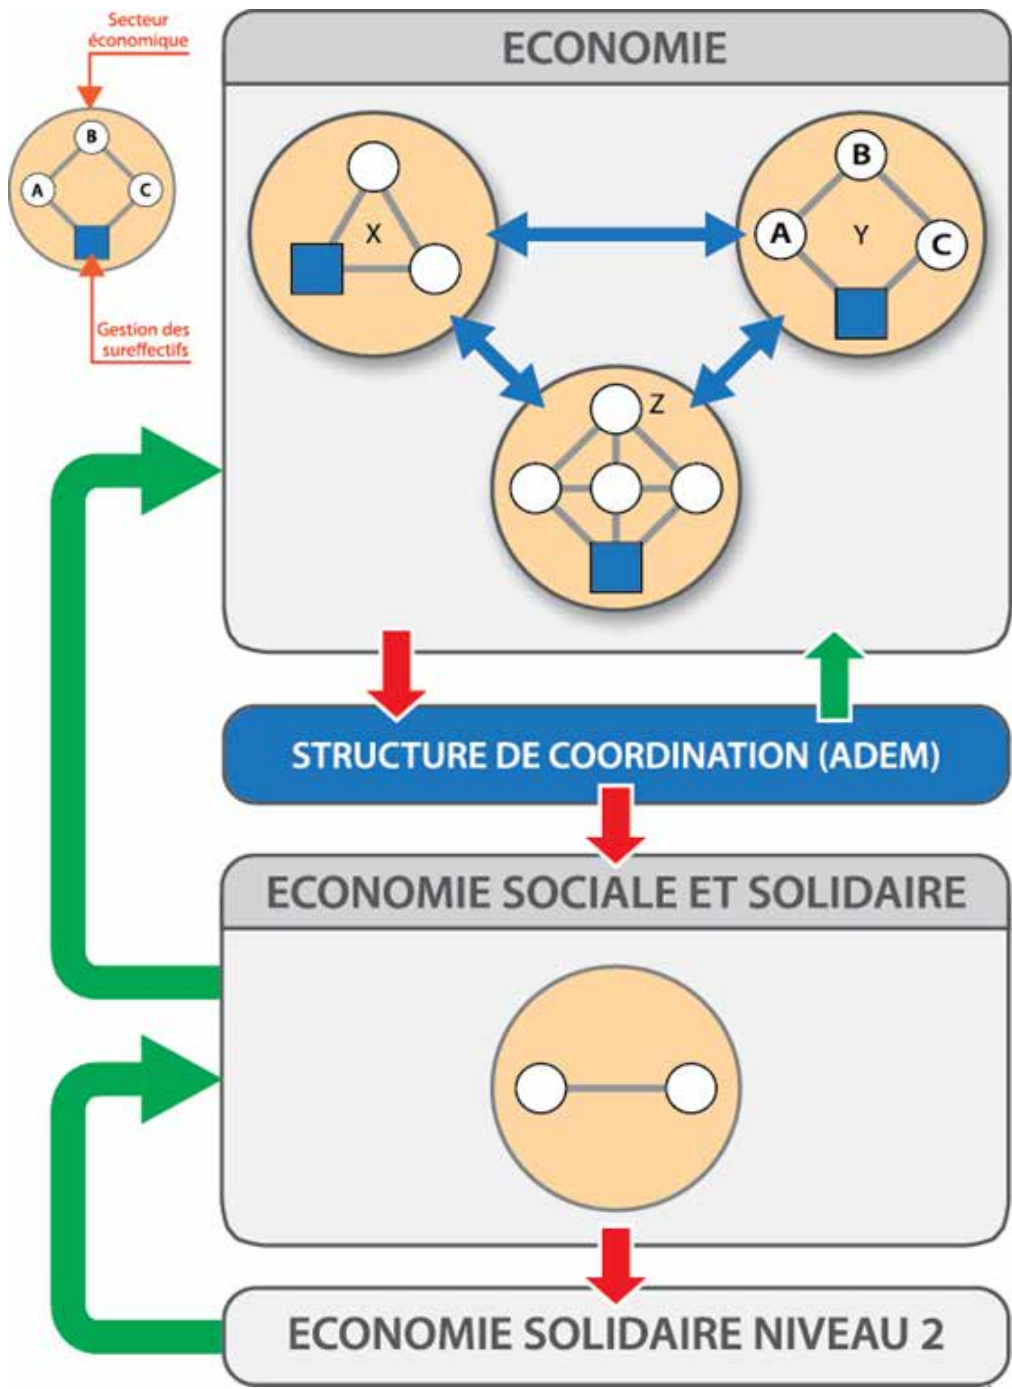 Secteur
économique
B
A
C
Gestion des
sureffectifs
ECONOMIE
X
B
A
Y
C
Z
STRUCTURE DE COORDINATION (ADEM)
ECONOMIE SOCIALE ET SOLIDAIRE
ECONOMIE SOLIDAIRE NIVEAU 2